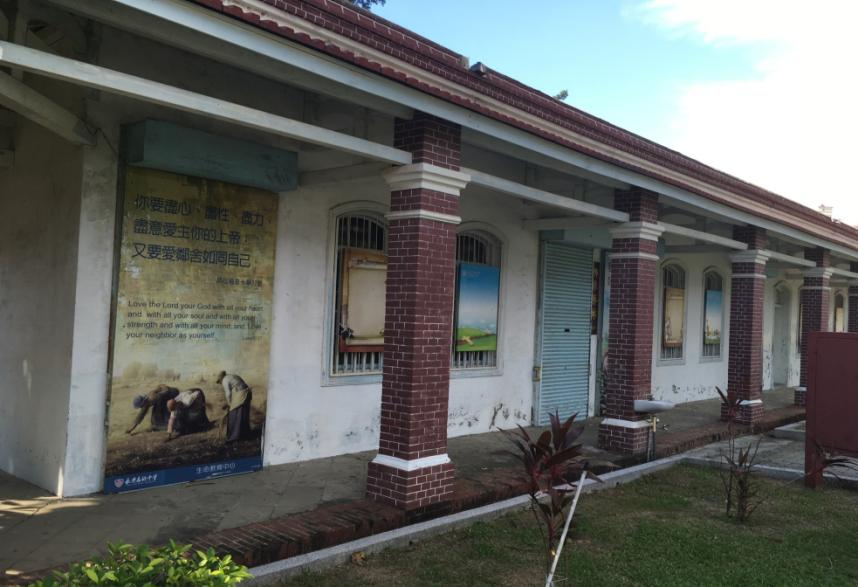 你要盡心、盡性、盡力、
盡意愛主你的上帝；
又要愛鄰舍如同自己
Love the Lord your God with all your heart
and with all your soul and with all your
strength and with all your mind; and Love
your neighbor as yourself.
生命教育中心